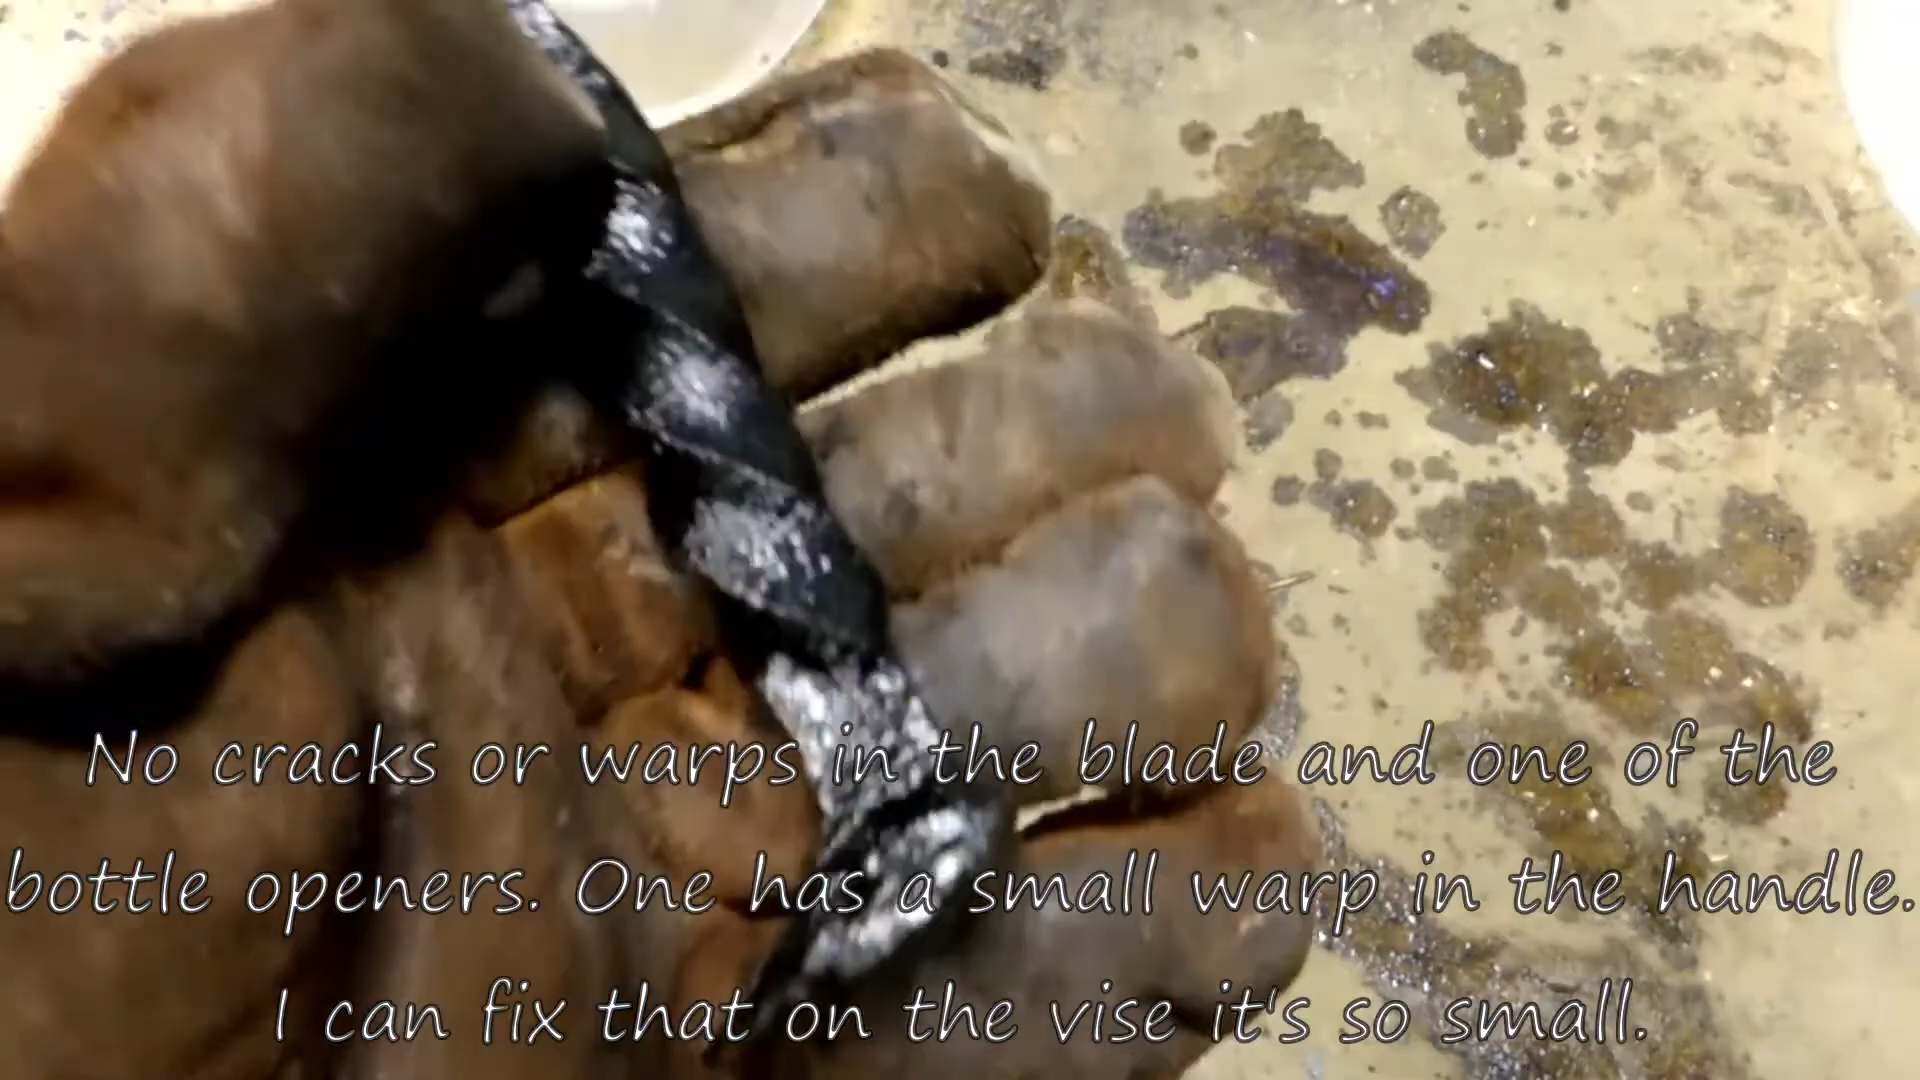 No cracks or warps in the blade and one of the
bottle openers. One has a small warp in the handle.
I can fix that on the vise it's so small.